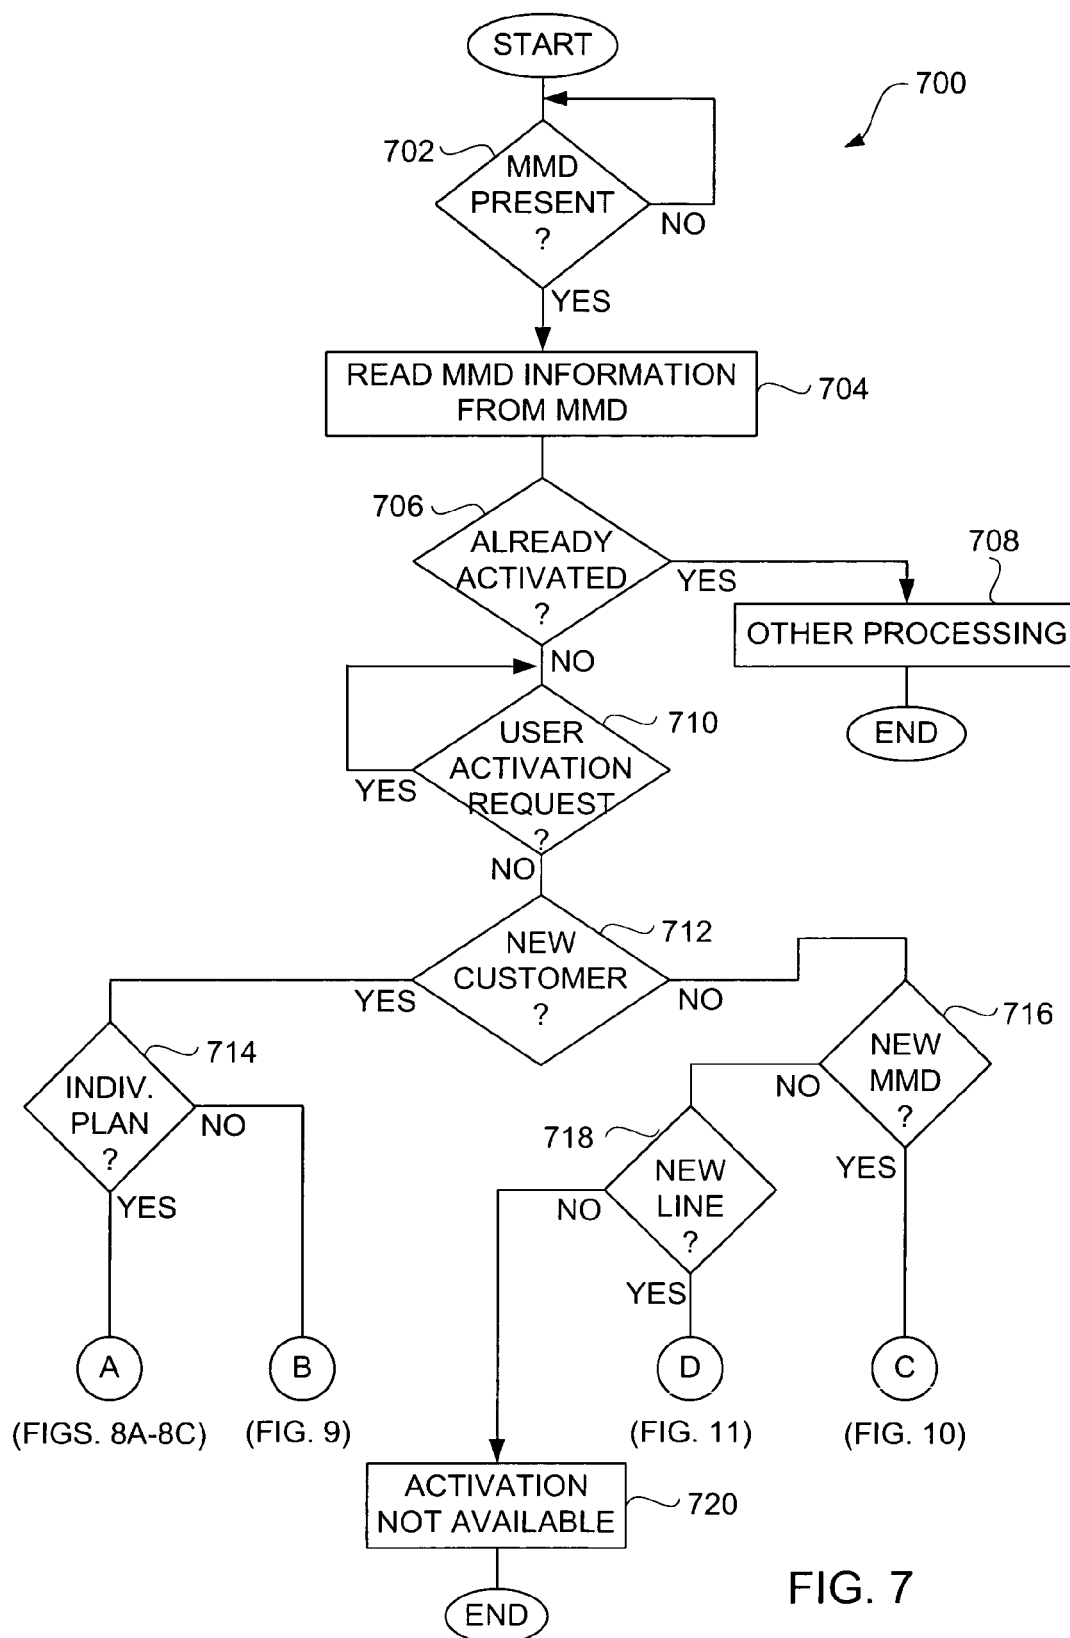 START
700
702
MMD
PRESENT
?
NO
YES
READ MMD INFORMATION
FROM MMD
704
706
ALREADY
ACTIVATED
?
YES
708
OTHER PROCESSING
END
NO
710
USER
ACTIVATION
REQUEST
?
YES
NO
712
NEW
CUSTOMER
?
YES
NO
714
INDIV.
PLAN
?
NO
YES
716
NEW
MMD
?
NO
YES
718
NEW
LINE
?
NO
YES
A
B
D
C
(FIGS. 8A-8C)
(FIG. 9)
(FIG. 11)
(FIG. 10)
ACTIVATION
NOT AVAILABLE
720
END
FIG. 7